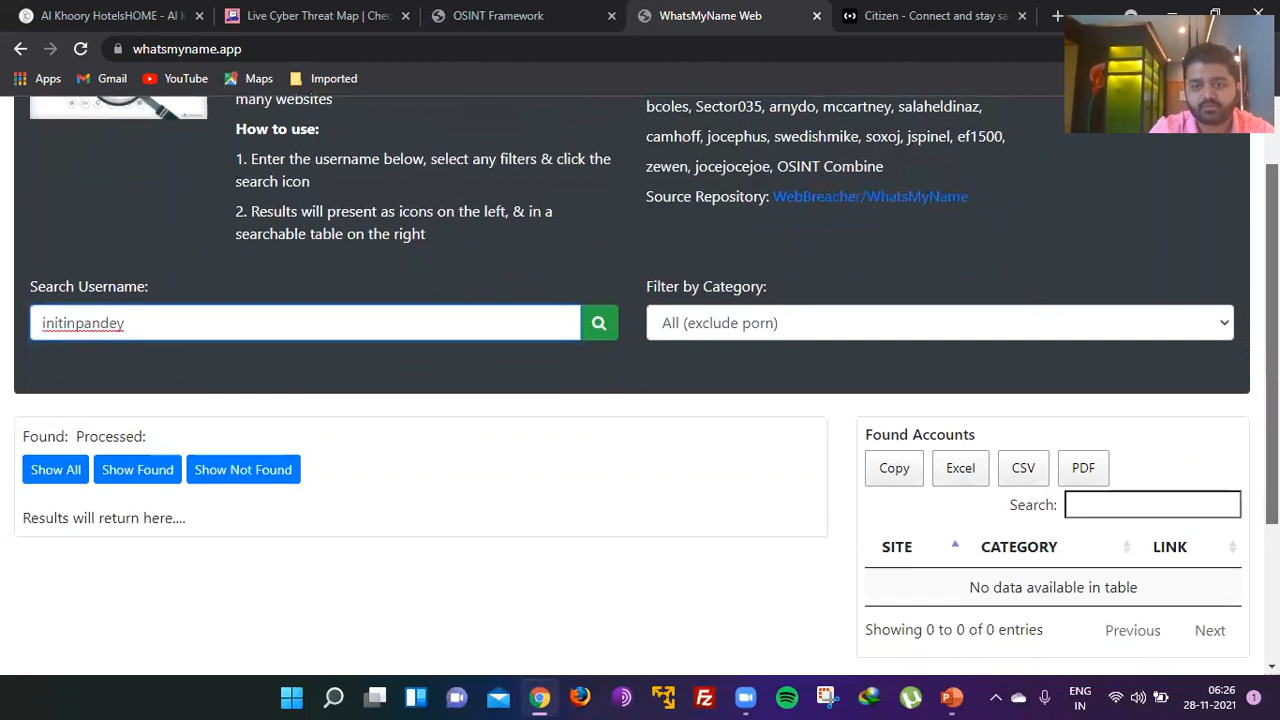 Al Khoory HotelsHOME - Al K
Live Cyber Threat Map | Chec
OSINT Framework
WhatsMyName Web
Citizen - Connect and stay sa
whatsmyname.app
Apps
Gmail
YouTube
Maps
Imported
many websites
How to use:
1. Enter the username below, select any filters & click the
search icon
2. Results will present as icons on the left, & in a
searchable table on the right
bcoles, Sector035, arnydo, mccartney, salaheldinaz,
camhoff, jocephus, swedishmike, soxoj, jspinel, ef1500,
zewen, jocejocejoe, OSINT Combine
Source Repository: WebBreacher/WhatsMyName
Search Username:
initinpandey
Filter by Category:
All (exclude porn)
Found: Processed:
Show All
Show Found
Show Not Found
Results will return here....
Found Accounts
Copy
Excel
CSV
PDF
Search:
SITE
CATEGORY
LINK
No data available in table
Showing 0 to 0 of 0 entries
Previous
Next
ENG
IN
06:26
28-11-2021
1